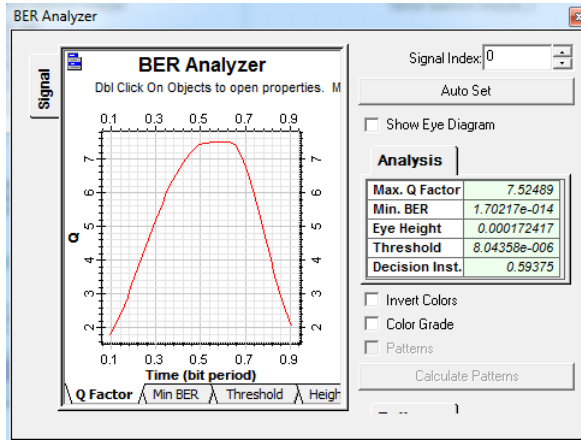 BER Analyzer
Signal
BER Analyzer
Dbl Click On Objects to open properties. M
0.1 0.3 0.5 0.7 0.9
Q
7 7
6 6
5 5
4 4
3 3
2 2
0.1 0.3 0.5 0.7 0.9
Time (bit period)
Q Factor Min BER Threshold Heigh
Signal Index: 0
Auto Set
Show Eye Diagram
Analysis
Max. Q Factor 7.52489
Min. BER 1.70217e-014
Eye Height 0.000172417
Threshold 8.04358e-006
Decision Inst. 0.59375
Invert Colors
Color Grade
Patterns
Calculate Patterns